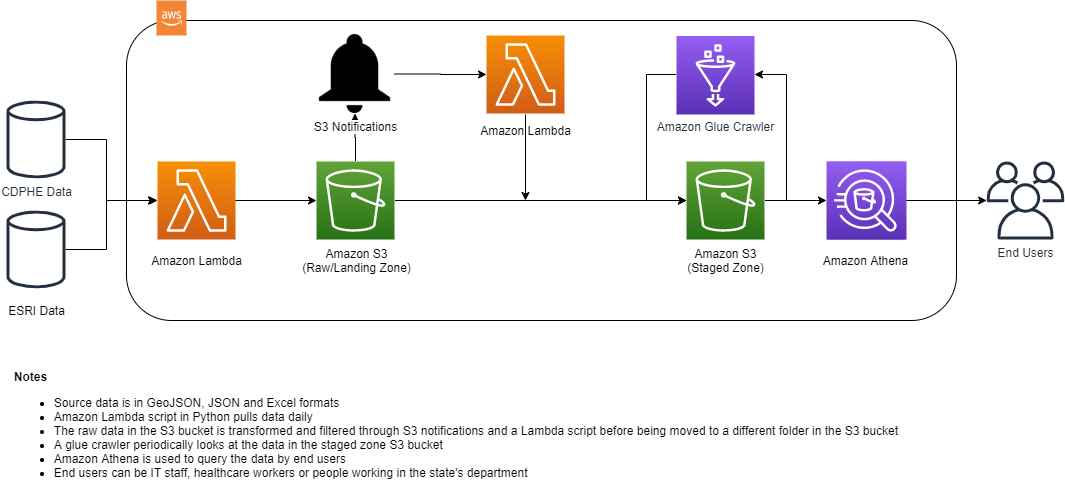 aws
S3 Notifications
Amazon Lambda
Amazon Glue Crawler
CDPHE Data
Amazon Lambda
Amazon S3
(Raw/Landing Zone)
Amazon S3
(Staged Zone)
Amazon Athena
End Users
ESRI Data
Notes
Source data is in GeoJSON, JSON and Excel formats
Amazon Lambda script in Python pulls data daily
The raw data in the S3 bucket is transformed and filtered through S3 notifications and a Lambda script before being moved to a different folder in the S3 bucket
A glue crawler periodically looks at the data in the staged zone S3 bucket
Amazon Athena is used to query the data by end users
End users can be IT staff, healthcare workers or people working in the state's department